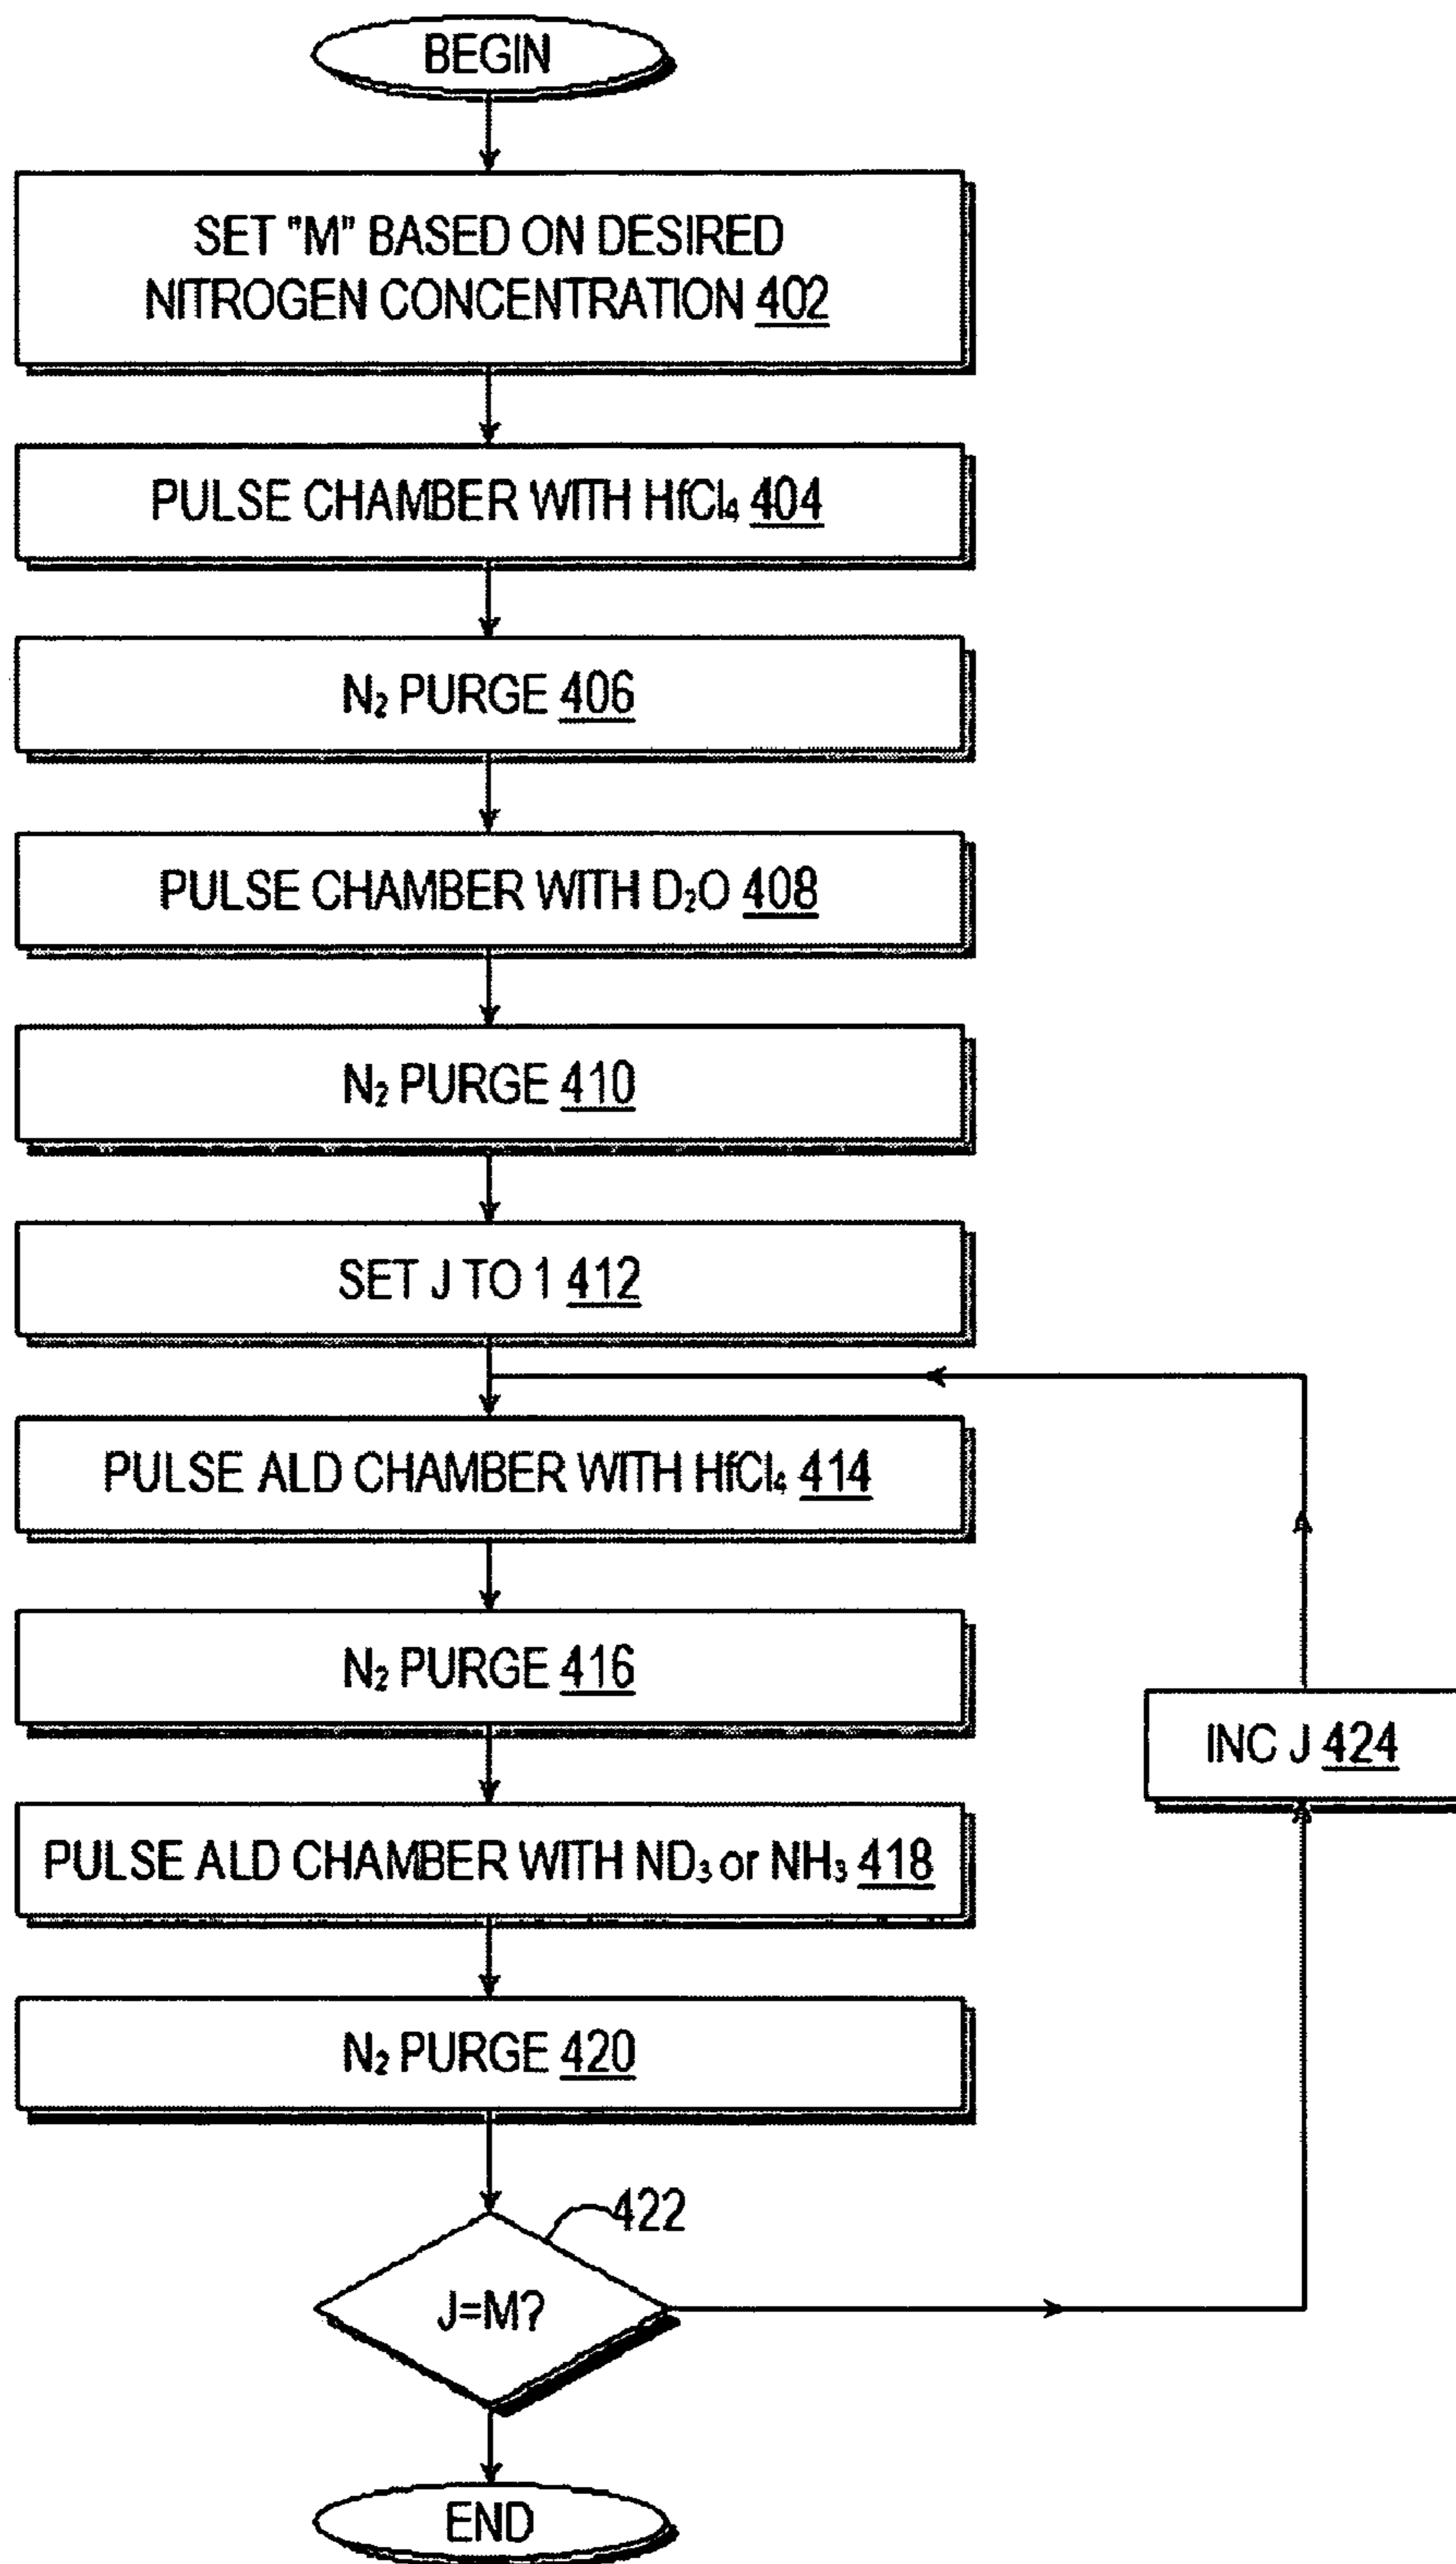 BEGIN
SET "M" BASED ON DESIRED
NITROGEN CONCENTRATION 402
PULSE CHAMBER WITH HfCl₄ 404
N₂ PURGE 406
PULSE CHAMBER WITH D₂O 408
N₂ PURGE 410
SET J TO 1 412
PULSE ALD CHAMBER WITH HfCl₄ 414
N₂ PURGE 416
INC J 424
PULSE ALD CHAMBER WITH ND₃ or NH₃ 418
N₂ PURGE 420
422
J=M?
END